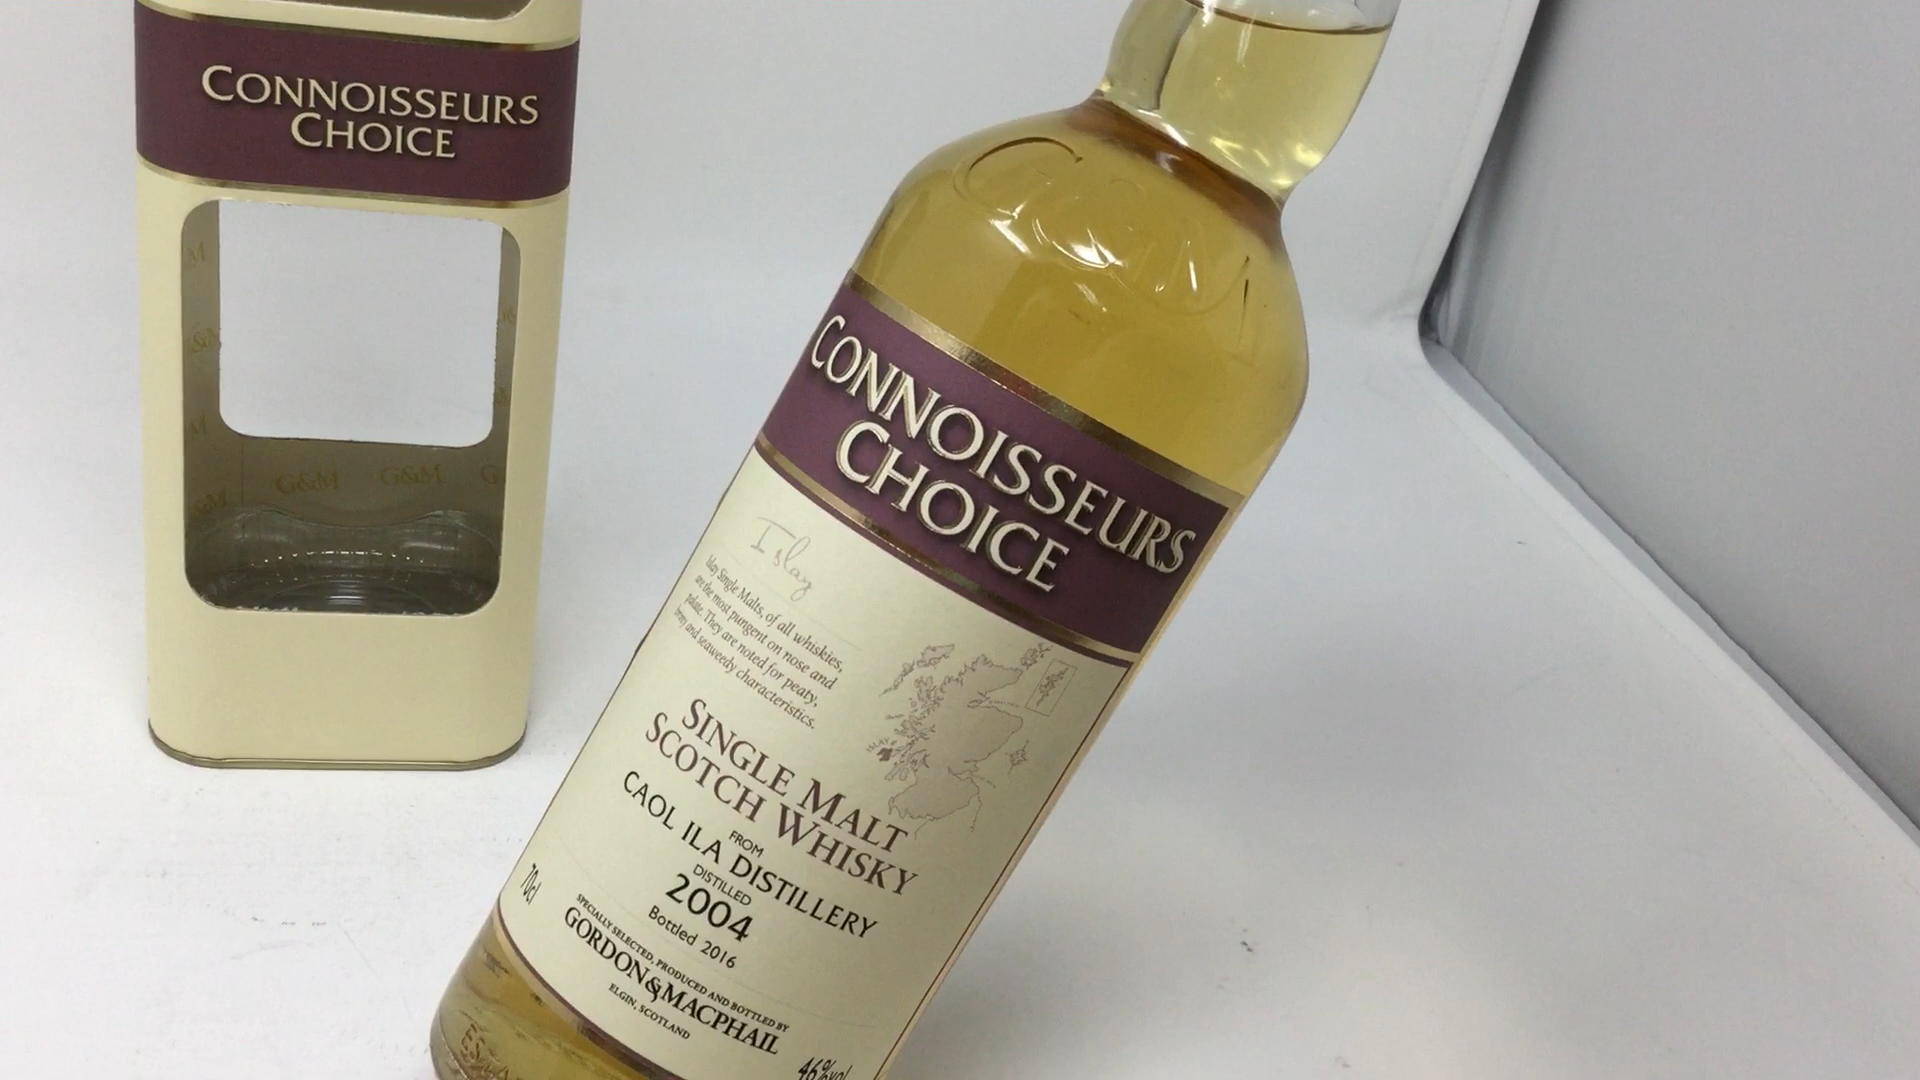 CONNOISSEURS
CHOICE
G&M
G&M
G&M
G&M
CONNOISSEURS
CHOICE
Islay
Islay Single Malts, of all whiskies,
are the most pungent on nose and
palate. They are noted for peaty,
briny and seaweedy characteristics.
ISLAY
SINGLE MALT
SCOTCH WHISKY
FROM
CAOL ILA DISTILLERY
DISTILLED
2004
Bottled 2016
70cl
SPECIALLY SELECTED, PRODUCED AND BOTTLED BY
GORDON & MACPHAIL
ELGIN, SCOTLAND
46%vol